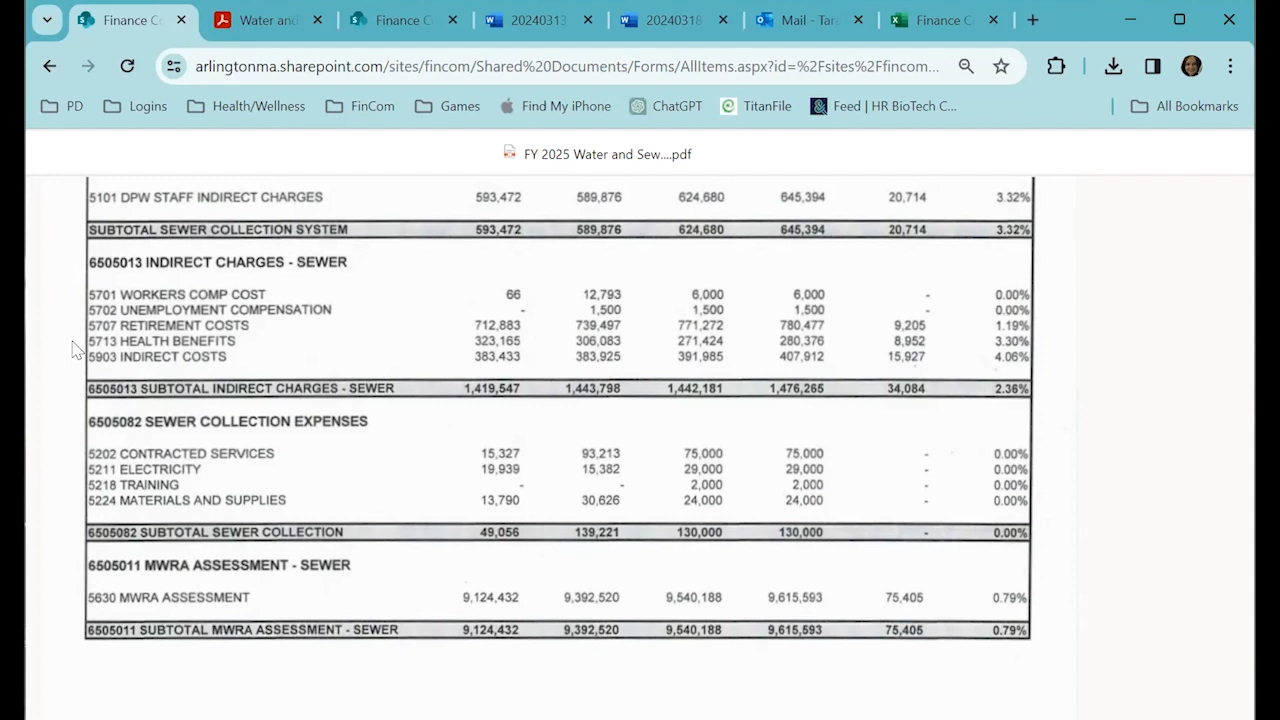 Finance Co
Water and
Finance C
20240313
20240318
Mail - Tara
Finance C
arlingtonma.sharepoint.com/sites/fincom/Shared%20Documents/Forms/AllItems.aspx?id=%2Fsites%2Ffincom...
PD Logins Health/Wellness FinCom Games Find My iPhone ChatGPT TitanFile Feed | HR BioTech C... All Bookmarks
FY 2025 Water and Sew....pdf
5101 DPW STAFF INDIRECT CHARGES 593,472 589,876 624,680 645,394 20,714 3.32%
SUBTOTAL SEWER COLLECTION SYSTEM 593,472 589,876 624,680 645,394 20,714 3.32%
6505013 INDIRECT CHARGES - SEWER
5701 WORKERS COMP COST 66 12,793 6,000 6,000 - 0.00%
5702 UNEMPLOYMENT COMPENSATION - 1,500 1,500 1,500 - 0.00%
5707 RETIREMENT COSTS 712,883 739,497 771,272 780,477 9,205 1.19%
5713 HEALTH BENEFITS 323,165 306,083 271,424 280,376 8,952 3.30%
5903 INDIRECT COSTS 383,433 383,925 391,985 407,912 15,927 4.06%
6505013 SUBTOTAL INDIRECT CHARGES - SEWER 1,419,547 1,443,798 1,442,181 1,476,265 34,084 2.36%
6505082 SEWER COLLECTION EXPENSES
5202 CONTRACTED SERVICES 15,327 93,213 75,000 75,000 - 0.00%
5211 ELECTRICITY 19,939 15,382 29,000 29,000 - 0.00%
5218 TRAINING - - 2,000 2,000 - 0.00%
5224 MATERIALS AND SUPPLIES 13,790 30,626 24,000 24,000 - 0.00%
6505082 SUBTOTAL SEWER COLLECTION 49,056 139,221 130,000 130,000 - 0.00%
6505011 MWRA ASSESSMENT - SEWER
5630 MWRA ASSESSMENT 9,124,432 9,392,520 9,540,188 9,615,593 75,405 0.79%
6505011 SUBTOTAL MWRA ASSESSMENT - SEWER 9,124,432 9,392,520 9,540,188 9,615,593 75,405 0.79%